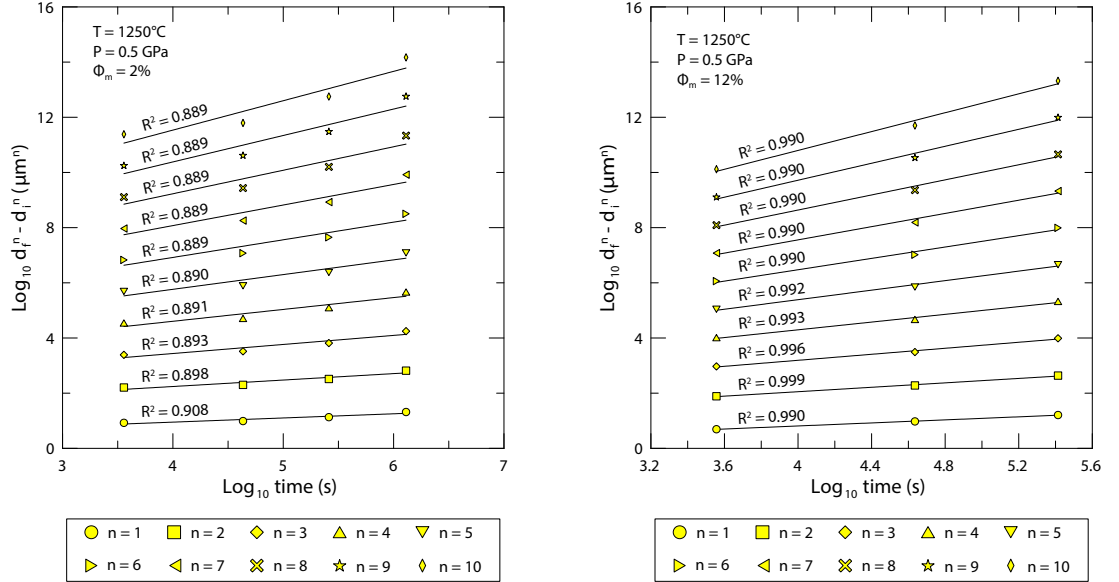 16
12
8
4
0
Log₁₀ d_f^n - d_i^n (µm^n)
T = 1250°C
P = 0.5 GPa
Φ_m = 2%
R² = 0.889
R² = 0.889
R² = 0.889
R² = 0.889
R² = 0.889
R² = 0.890
R² = 0.891
R² = 0.893
R² = 0.898
R² = 0.908
3 4 5 6 7
Log₁₀ time (s)
n = 1 n = 2 n = 3 n = 4 n = 5
n = 6 n = 7 n = 8 n = 9 n = 10
16
12
8
4
0
Log₁₀ d_f^n - d_i^n (µm^n)
T = 1250°C
P = 0.5 GPa
Φ_m = 12%
R² = 0.990
R² = 0.990
R² = 0.990
R² = 0.990
R² = 0.990
R² = 0.992
R² = 0.993
R² = 0.996
R² = 0.999
R² = 0.990
3.2 3.6 4 4.4 4.8 5.2 5.6
Log₁₀ time (s)
n = 1 n = 2 n = 3 n = 4 n = 5
n = 6 n = 7 n = 8 n = 9 n = 10